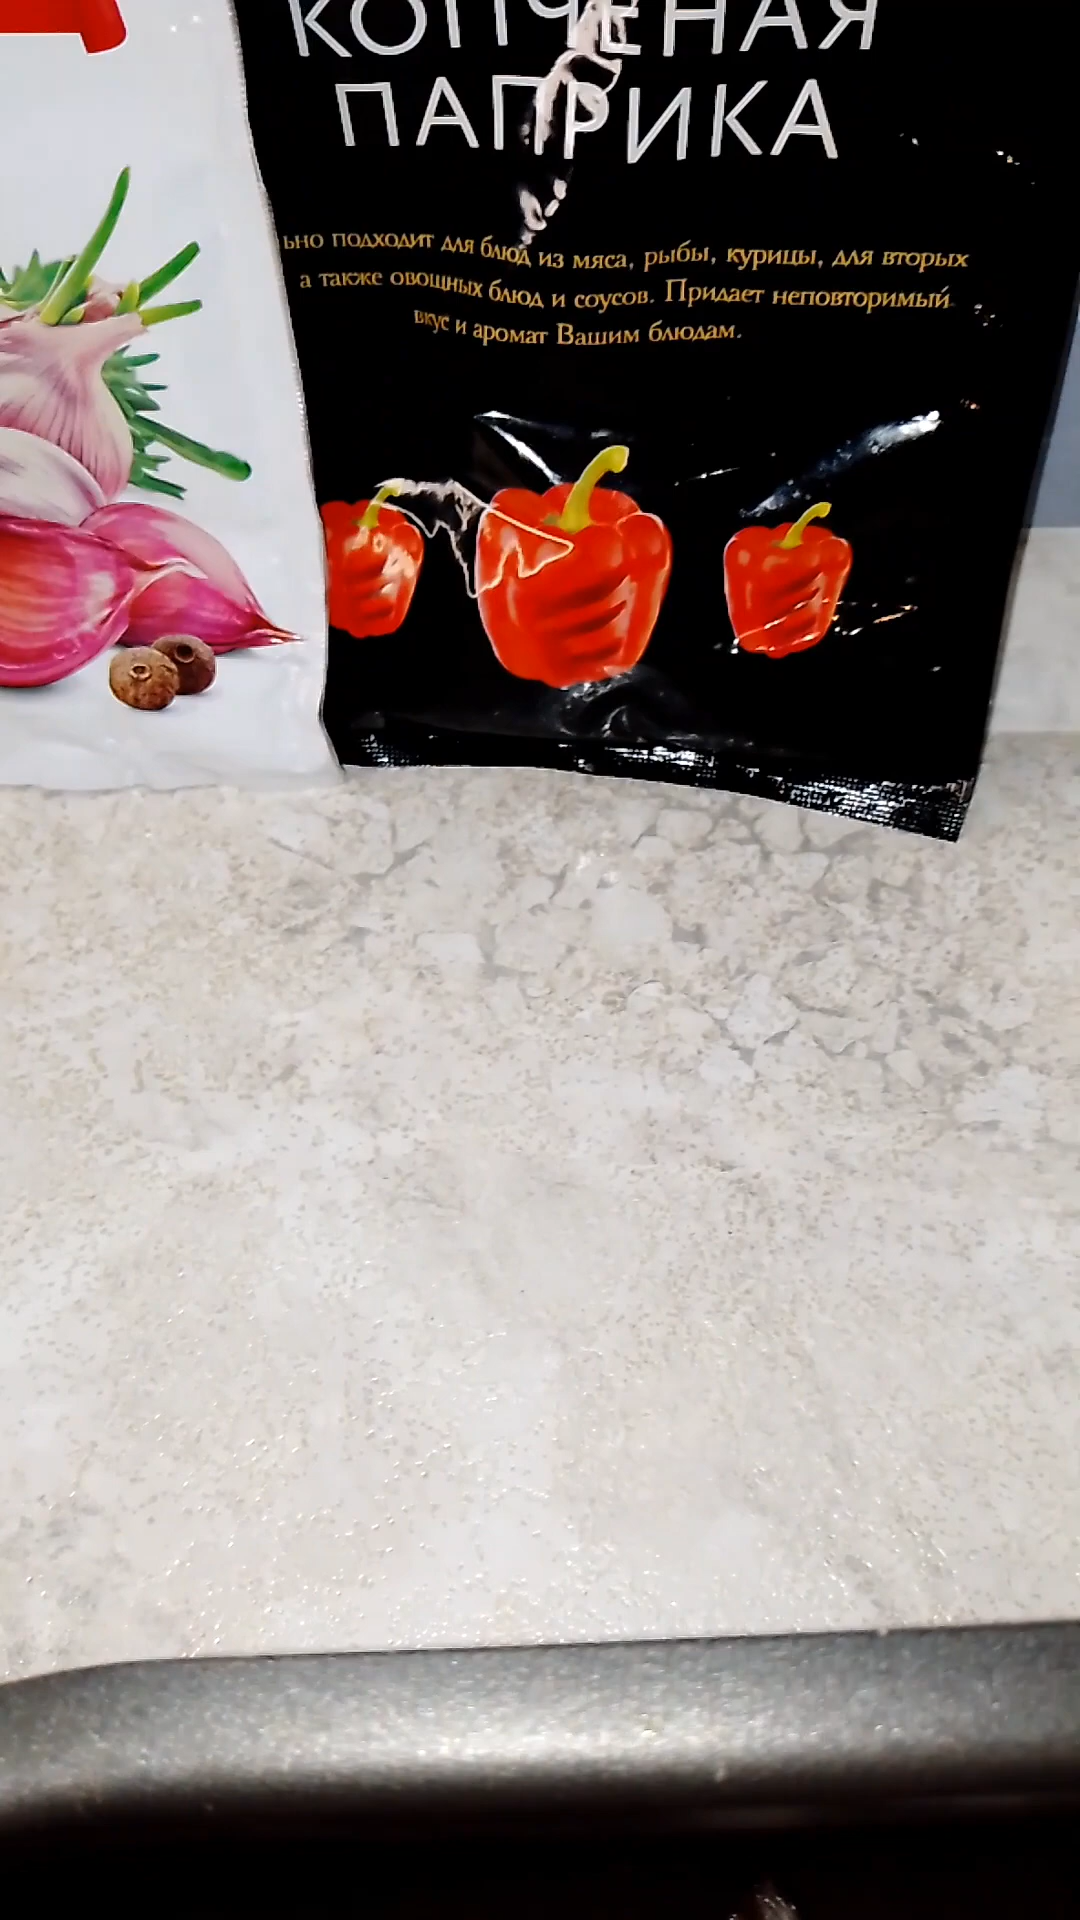 КОПЧЕНАЯ
ПАПРИКА
ьно подходит для блюд из мяса, рыбы, курицы, для вторых
а также овощных блюд и соусов. Придает неповторимый
вкус и аромат Вашим блюдам.